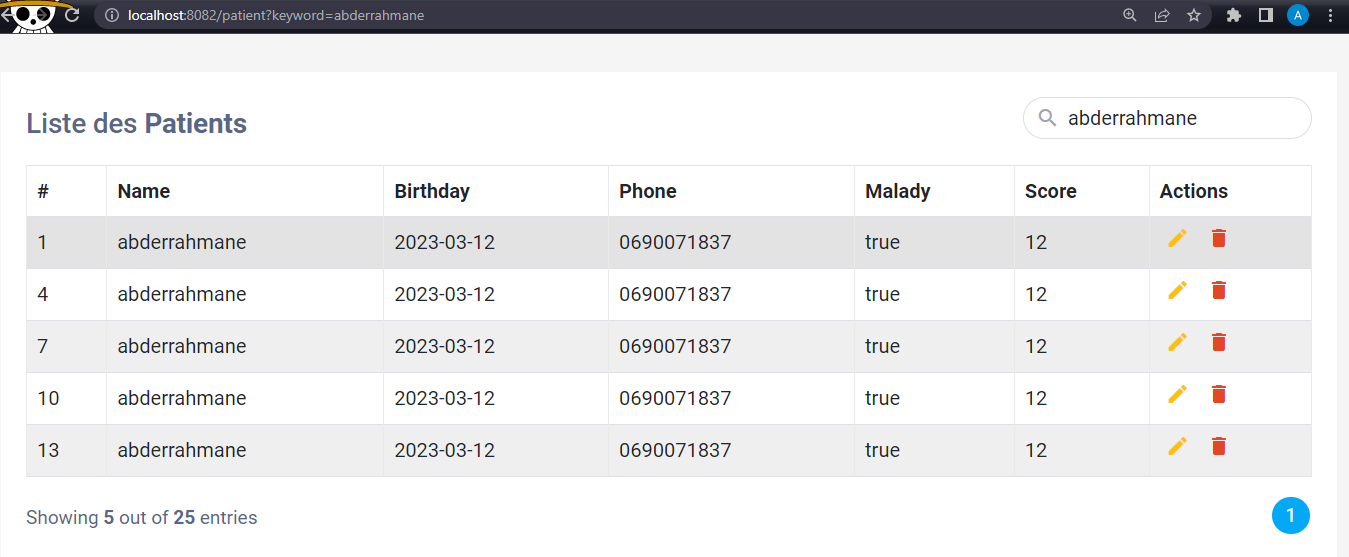 localhost:8082/patient?keyword=abderrahmane
A
Liste des Patients
abderrahmane
# Name Birthday Phone Malady Score Actions
1 abderrahmane 2023-03-12 0690071837 true 12
4 abderrahmane 2023-03-12 0690071837 true 12
7 abderrahmane 2023-03-12 0690071837 true 12
10 abderrahmane 2023-03-12 0690071837 true 12
13 abderrahmane 2023-03-12 0690071837 true 12
Showing 5 out of 25 entries
1